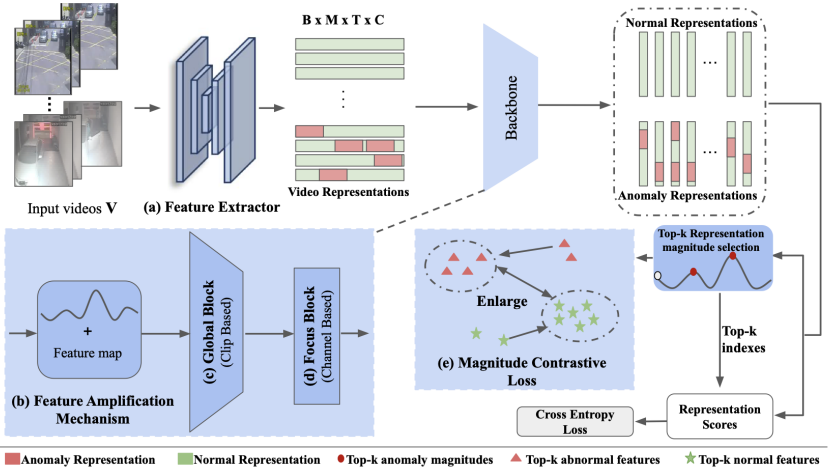 B x M x T x C
Normal Representations
Backbone
Video Representations
Anomaly Representations
Input videos V
(a) Feature Extractor
Top-k Representation
magnitude selection
Enlarge
+
Feature map
(c) Global Block
(Clip Based)
(d) Focus Block
(Channel Based)
Top-k
indexes
(e) Magnitude Contrastive
Loss
(b) Feature Amplification
Mechanism
Cross Entropy
Loss
Representation
Scores
Anomaly Representation
Normal Representation
Top-k anomaly magnitudes
Top-k abnormal features
Top-k normal features